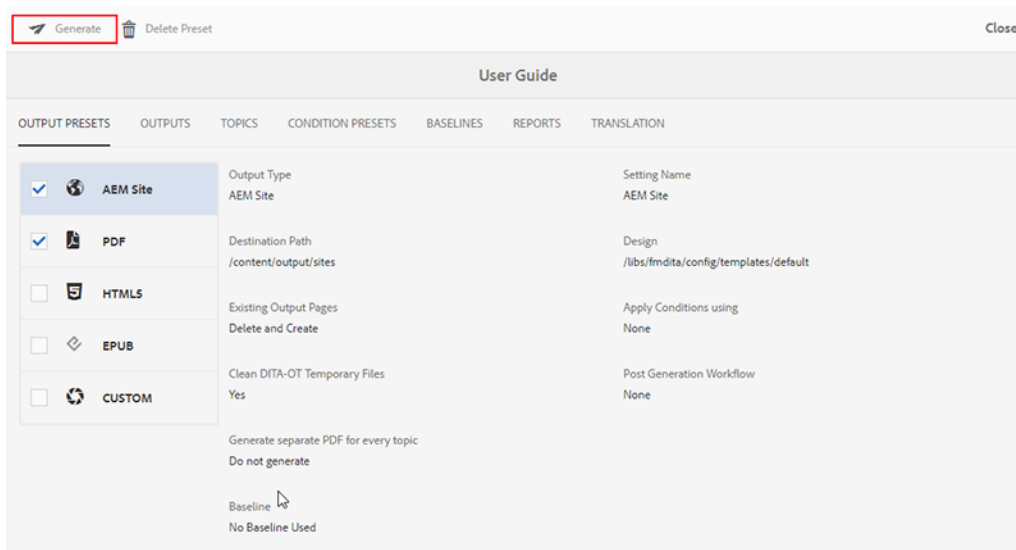 Generate Delete Preset Close
User Guide
OUTPUT PRESETS OUTPUTS TOPICS CONDITION PRESETS BASELINES REPORTS TRANSLATION
AEM Site
PDF
HTML5
EPUB
CUSTOM
Output Type
AEM Site
Setting Name
AEM Site
Destination Path
/content/output/sites
Design
/libs/fmdita/config/templates/default
Existing Output Pages
Delete and Create
Apply Conditions using
None
Clean DITA-OT Temporary Files
Yes
Post Generation Workflow
None
Generate separate PDF for every topic
Do not generate
Baseline
No Baseline Used